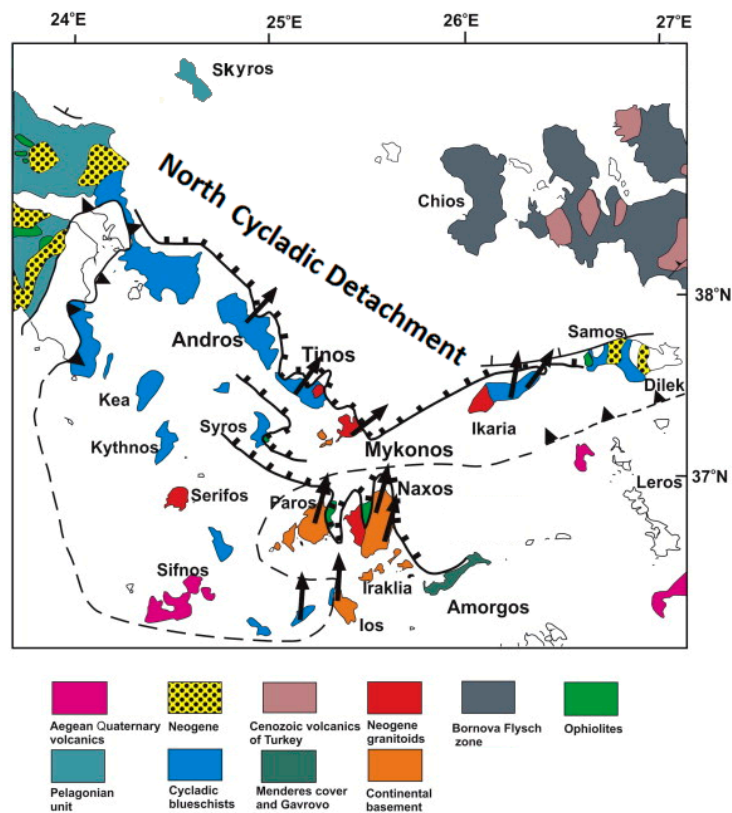 24°E
25°E
26°E
27°E
Skyros
North Cycladic Detachment
Chios
38°N
Andros
Tinos
Samos
Dilek
Kea
Syros
Ikaria
Kythnos
Mykonos
37°N
Serifos
Paros
Naxos
Leros
Sifnos
Iraklia
Amorgos
Ios
Aegean Quaternary
volcanics
Neogene
Cenozoic volcanics
of Turkey
Neogene
granitoids
Bornova Flysch
zone
Ophiolites
Pelagonian
unit
Cycladic
blueschists
Menderes cover
and Gavrovo
Continental
basement